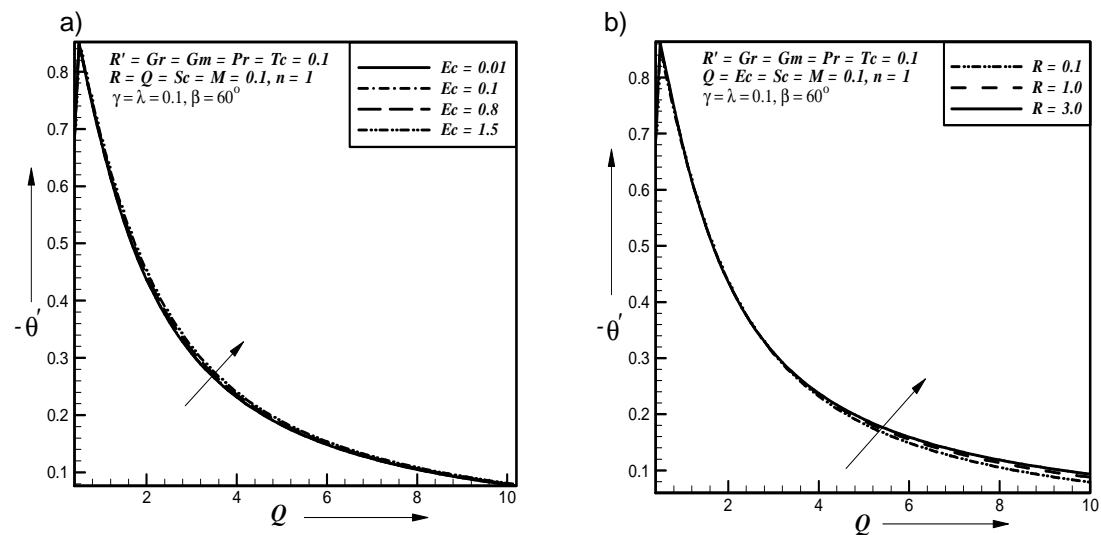 a)
R' = Gr = Gm = Pr = Tc = 0.1
R = Q = Sc = M = 0.1, n = 1
γ = λ = 0.1, β = 60°
Ec = 0.01
Ec = 0.1
Ec = 0.8
Ec = 1.5
0.8
0.7
0.6
0.5
0.4
0.3
0.2
0.1
-θ'
2
4
6
8
10
Q
b)
R' = Gr = Gm = Pr = Tc = 0.1
Q = Ec = Sc = M = 0.1, n = 1
γ = λ = 0.1, β = 60°
R = 0.1
R = 1.0
R = 3.0
0.8
0.7
0.6
0.5
0.4
0.3
0.2
0.1
-θ'
2
4
6
8
10
Q